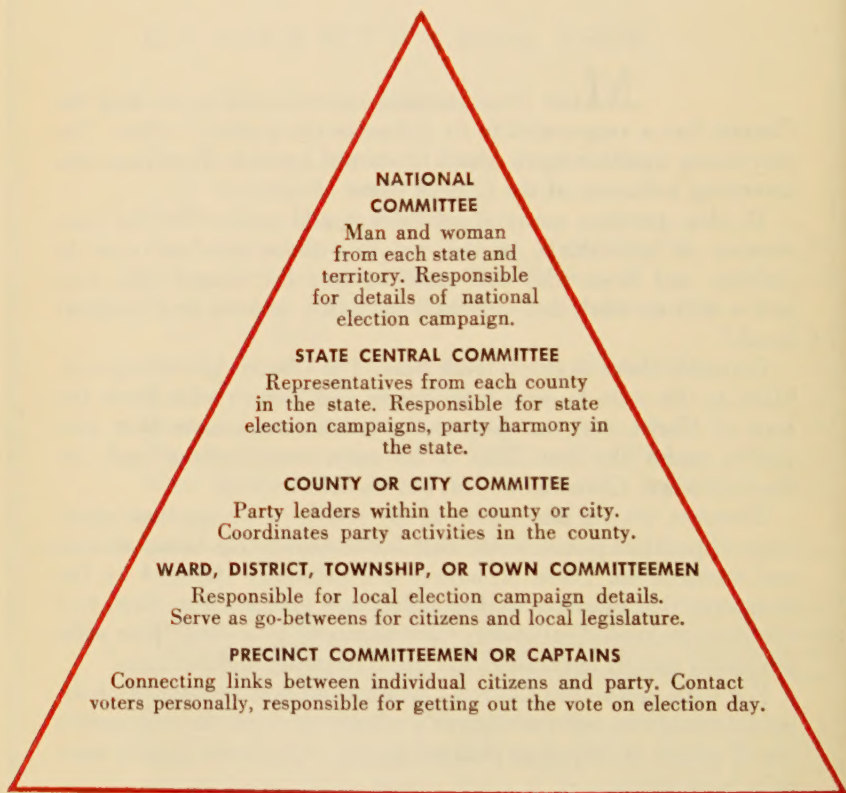 NATIONAL
COMMITTEE
Man and woman
from each state and
territory. Responsible
for details of national
election campaign.
STATE CENTRAL COMMITTEE
Representatives from each county
in the state. Responsible for state
election campaigns, party harmony in
the state.
COUNTY OR CITY COMMITTEE
Party leaders within the county or city.
Coordinates party activities in the county.
WARD, DISTRICT, TOWNSHIP, OR TOWN COMMITTEEMEN
Responsible for local election campaign details.
Serve as go-betweens for citizens and local legislature.
PRECINCT COMMITTEEMEN OR CAPTAINS
Connecting links between individual citizens and party. Contact
voters personally, responsible for getting out the vote on election day.